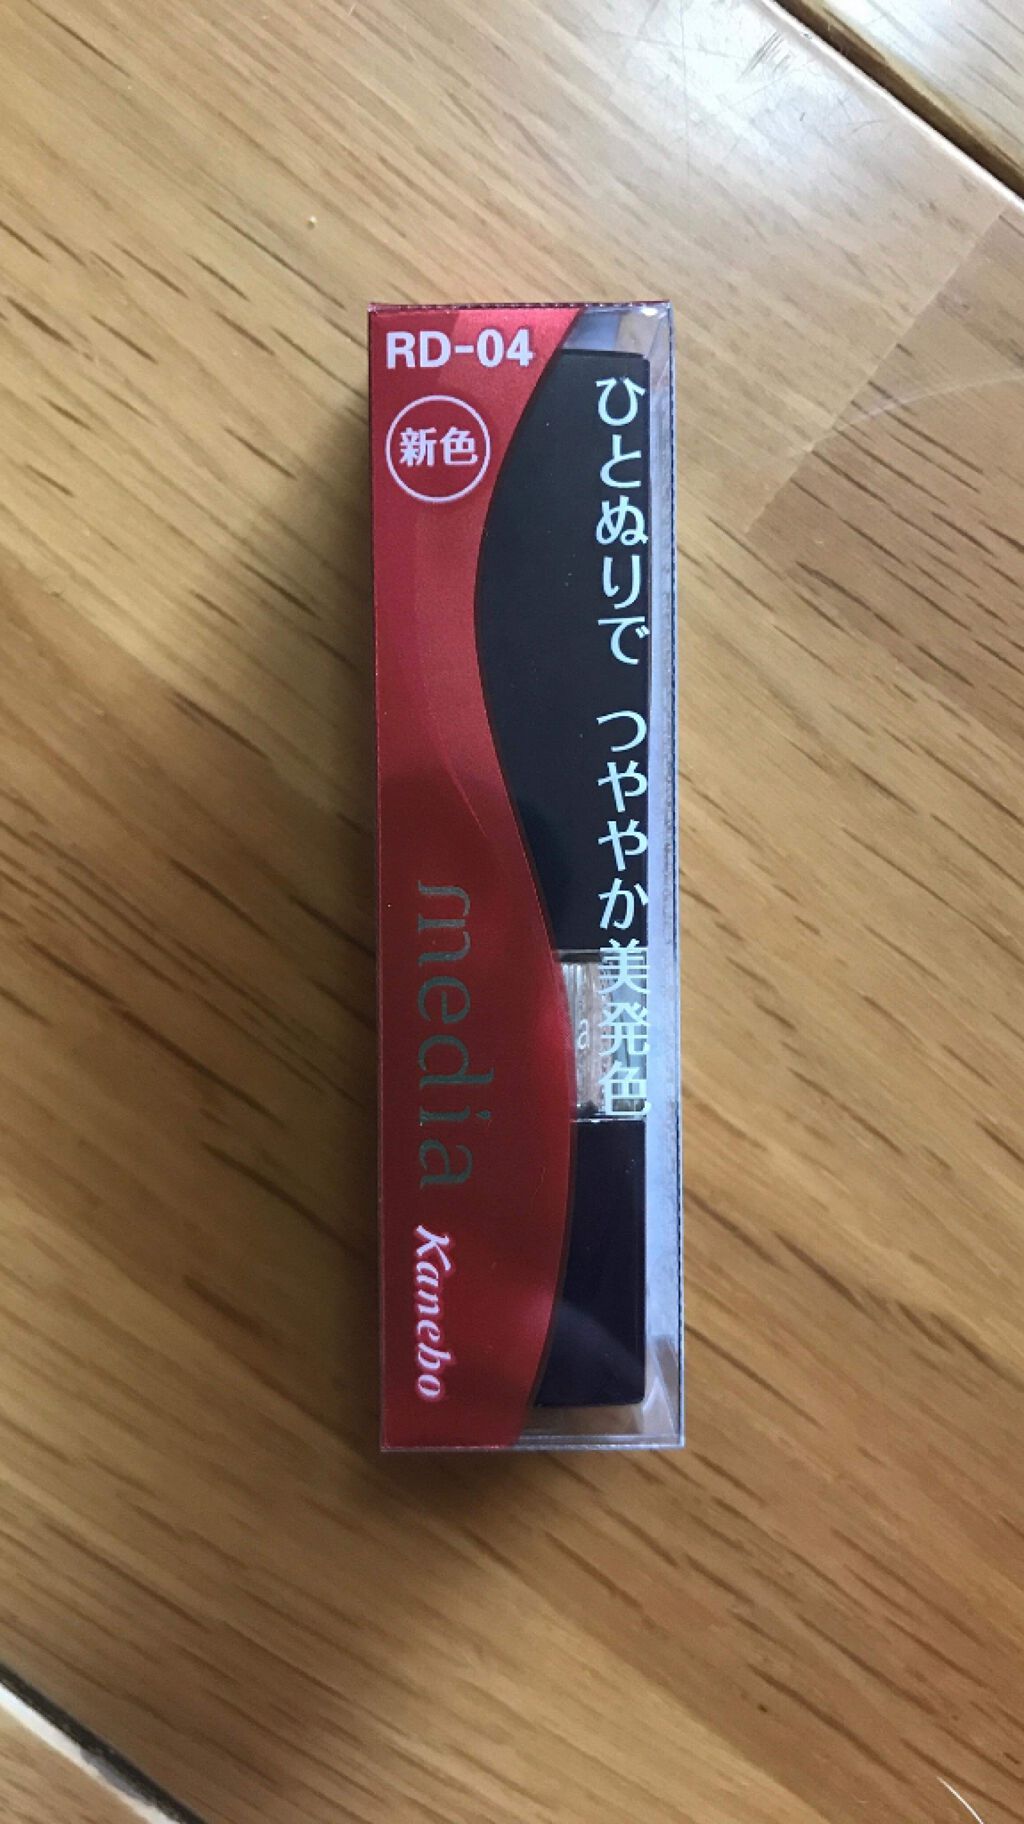 RD-04
新色
ひとぬりで つややか美発色
media
a
Kanebo